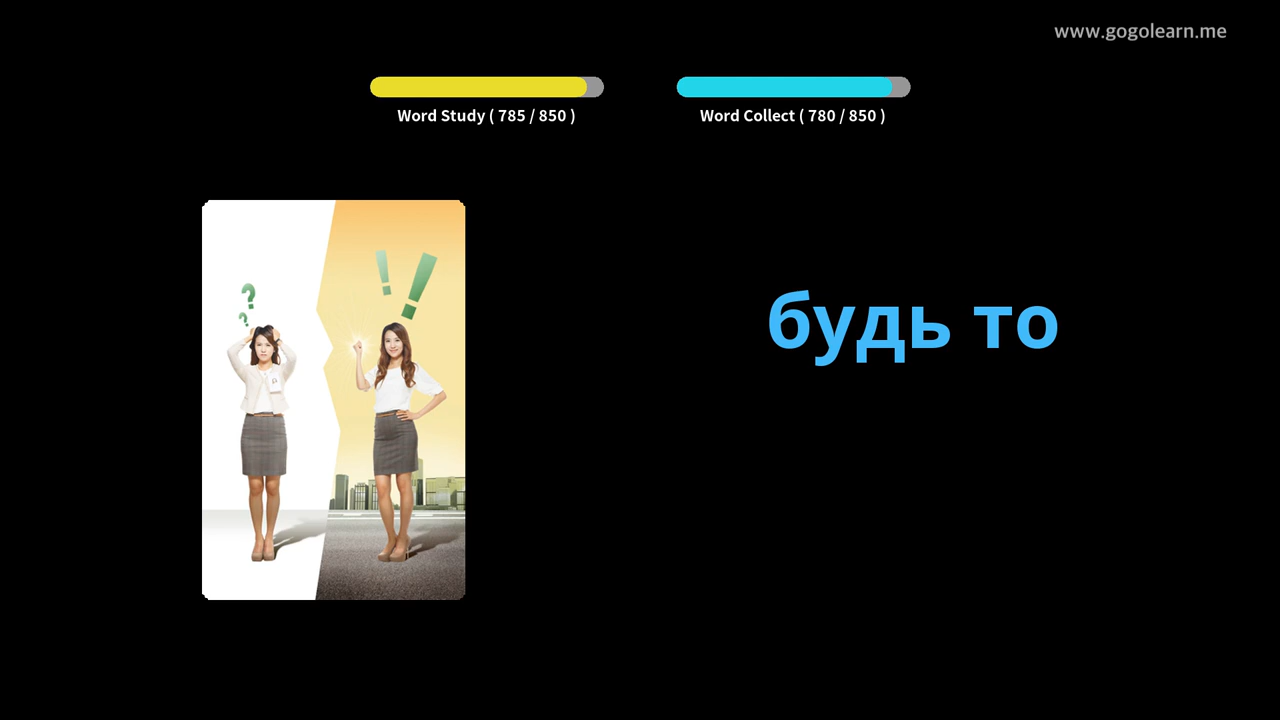 www.gogolearn.me
Word Study ( 785 / 850 )
Word Collect ( 780 / 850 )
? ?
! !
будь то